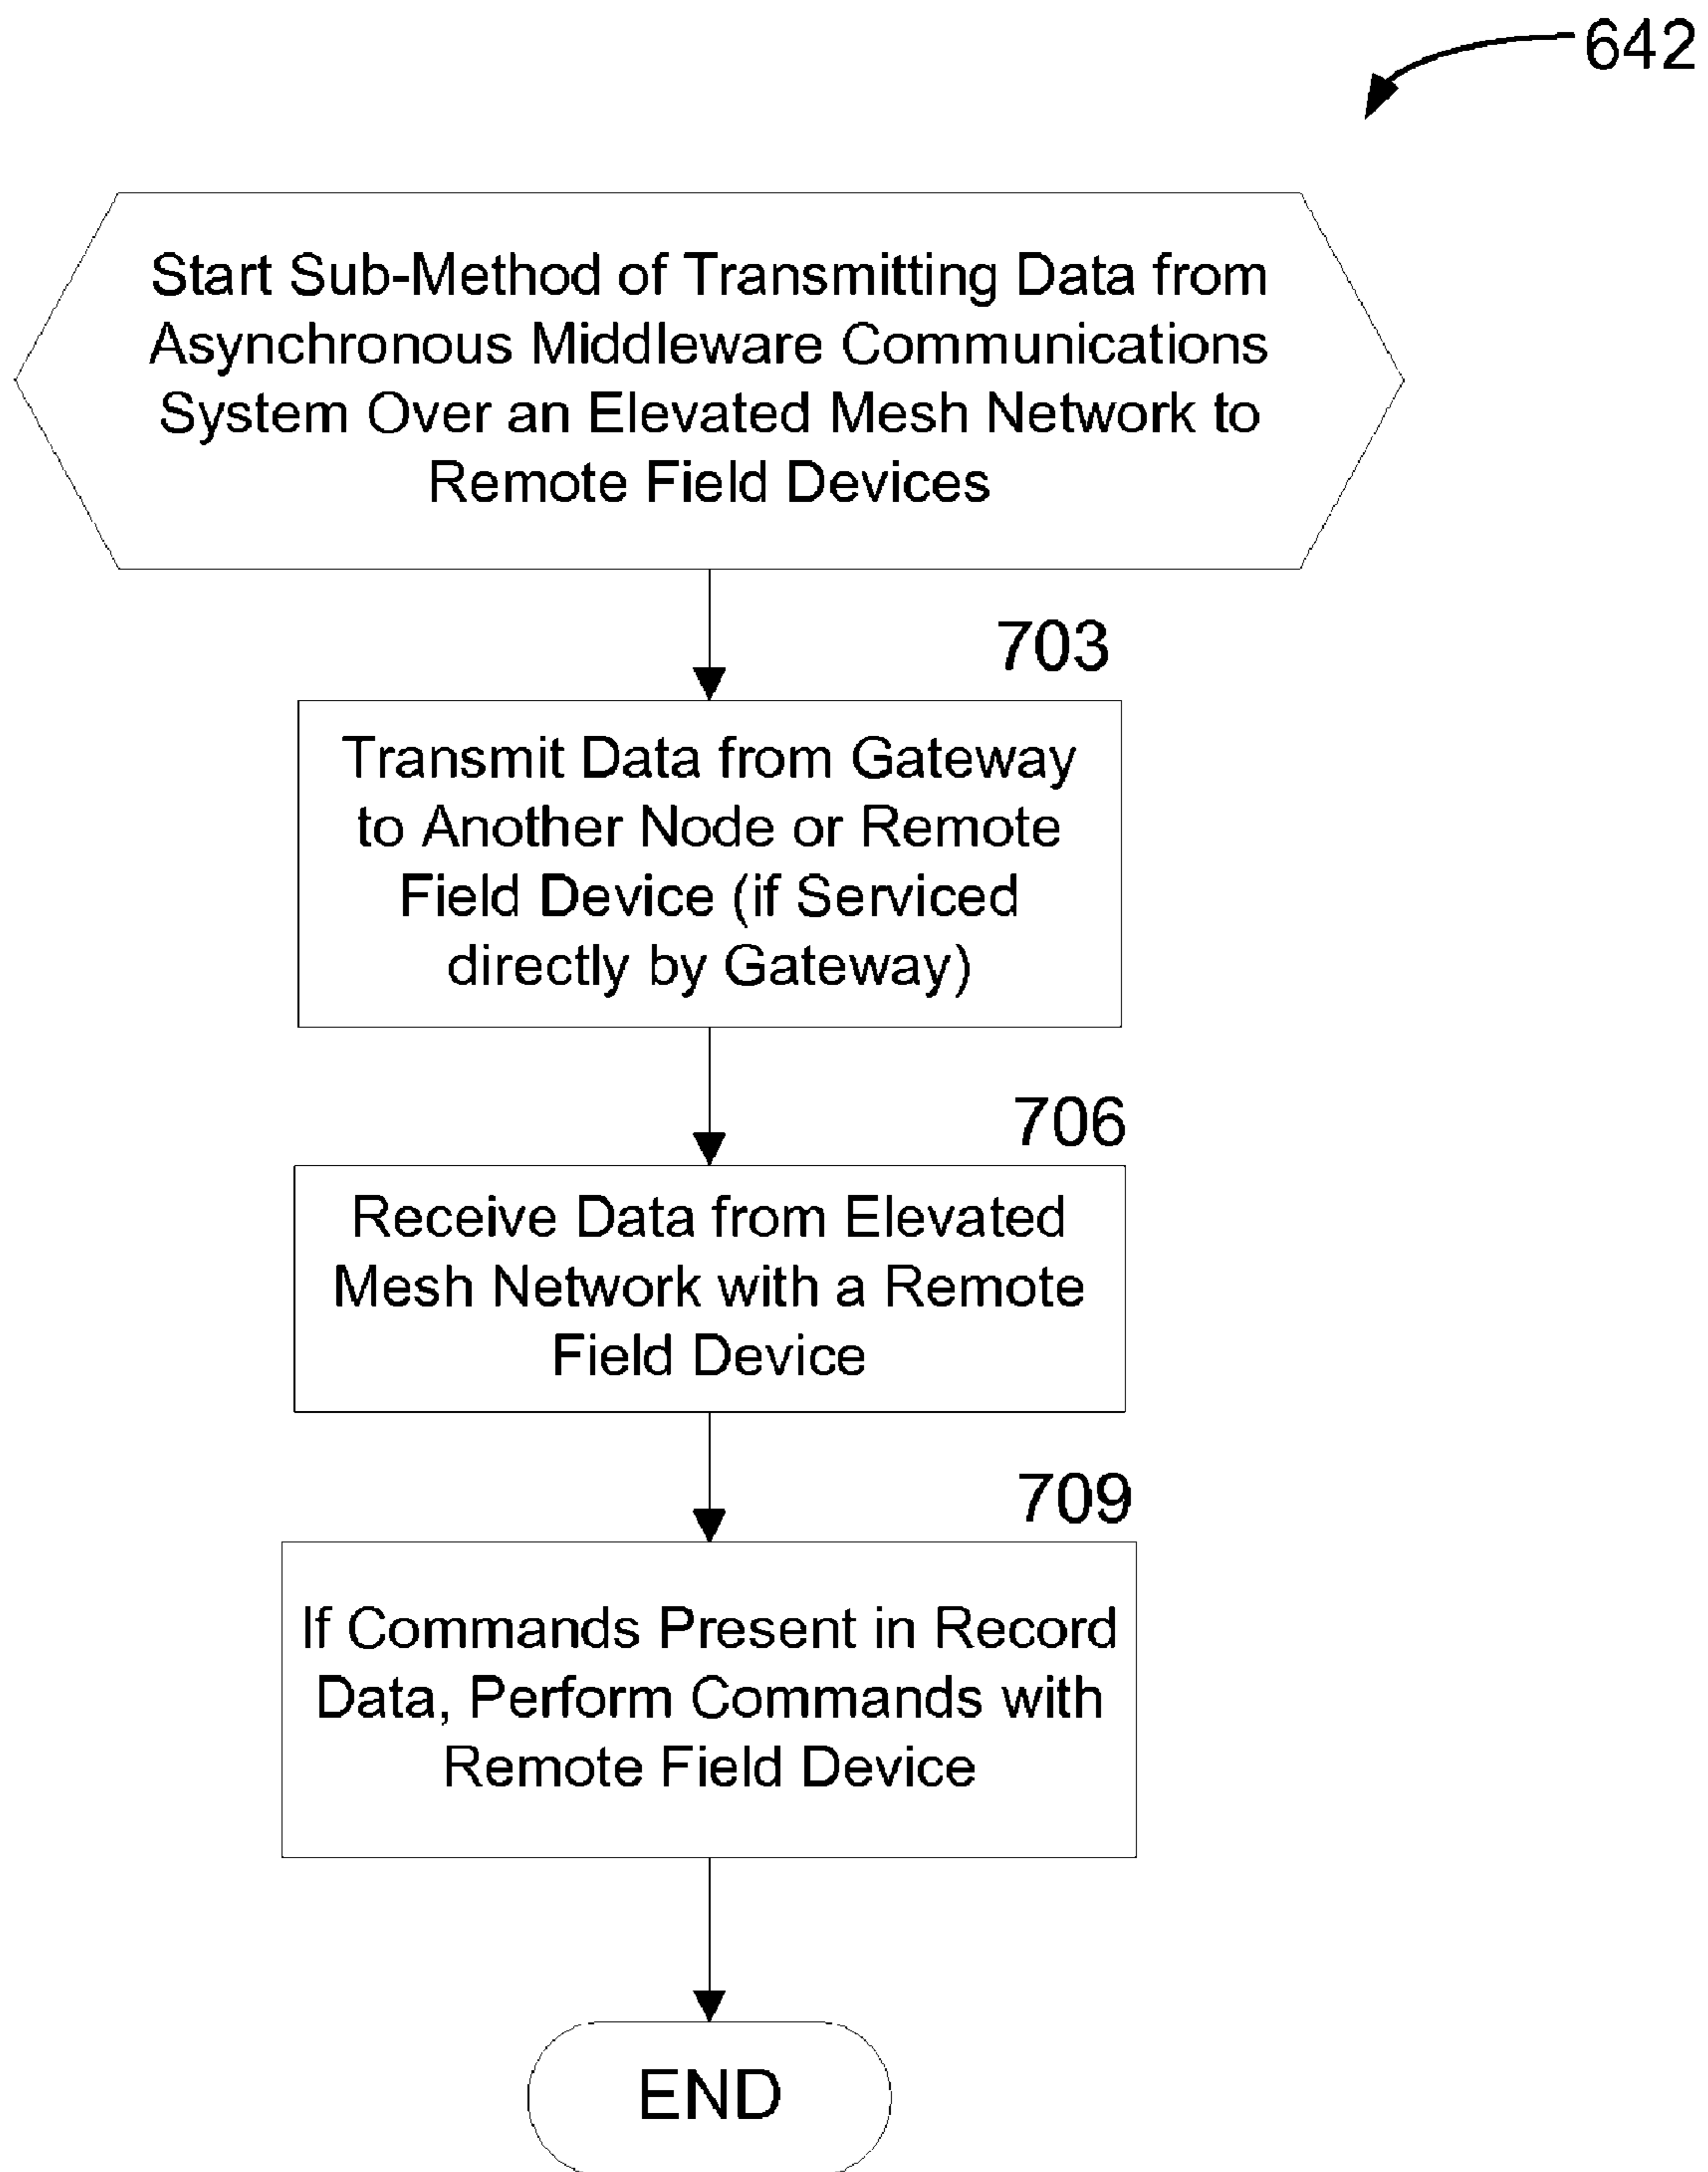 642
Start Sub-Method of Transmitting Data from
Asynchronous Middleware Communications
System Over an Elevated Mesh Network to
Remote Field Devices
703
Transmit Data from Gateway
to Another Node or Remote
Field Device (if Serviced
directly by Gateway)
706
Receive Data from Elevated
Mesh Network with a Remote
Field Device
709
If Commands Present in Record
Data, Perform Commands with
Remote Field Device
END